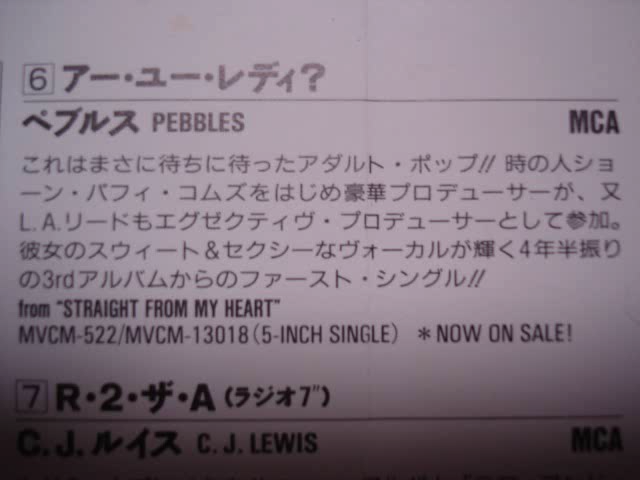 6 アー・ユー・レディ?
ペブルス PEBBLES MCA
これはまさに待ちに待ったアダルト・ポップ!! 時の人ショ
ーン・パフィ・コムズをはじめ豪華プロデューサーが、又
L.A.リードもエグゼクティヴ・プロデューサーとして参加。
彼女のスウィート&セクシーなヴォーカルが輝く4年半振り
の3rdアルバムからのファースト・シングル!!
from "STRAIGHT FROM MY HEART"
MVCM-522/MVCM-13018(5-INCH SINGLE) *NOW ON SALE!
7 R・2・ザ・A(ラジオ7")
C.J.ルイス C.J. LEWIS MCA